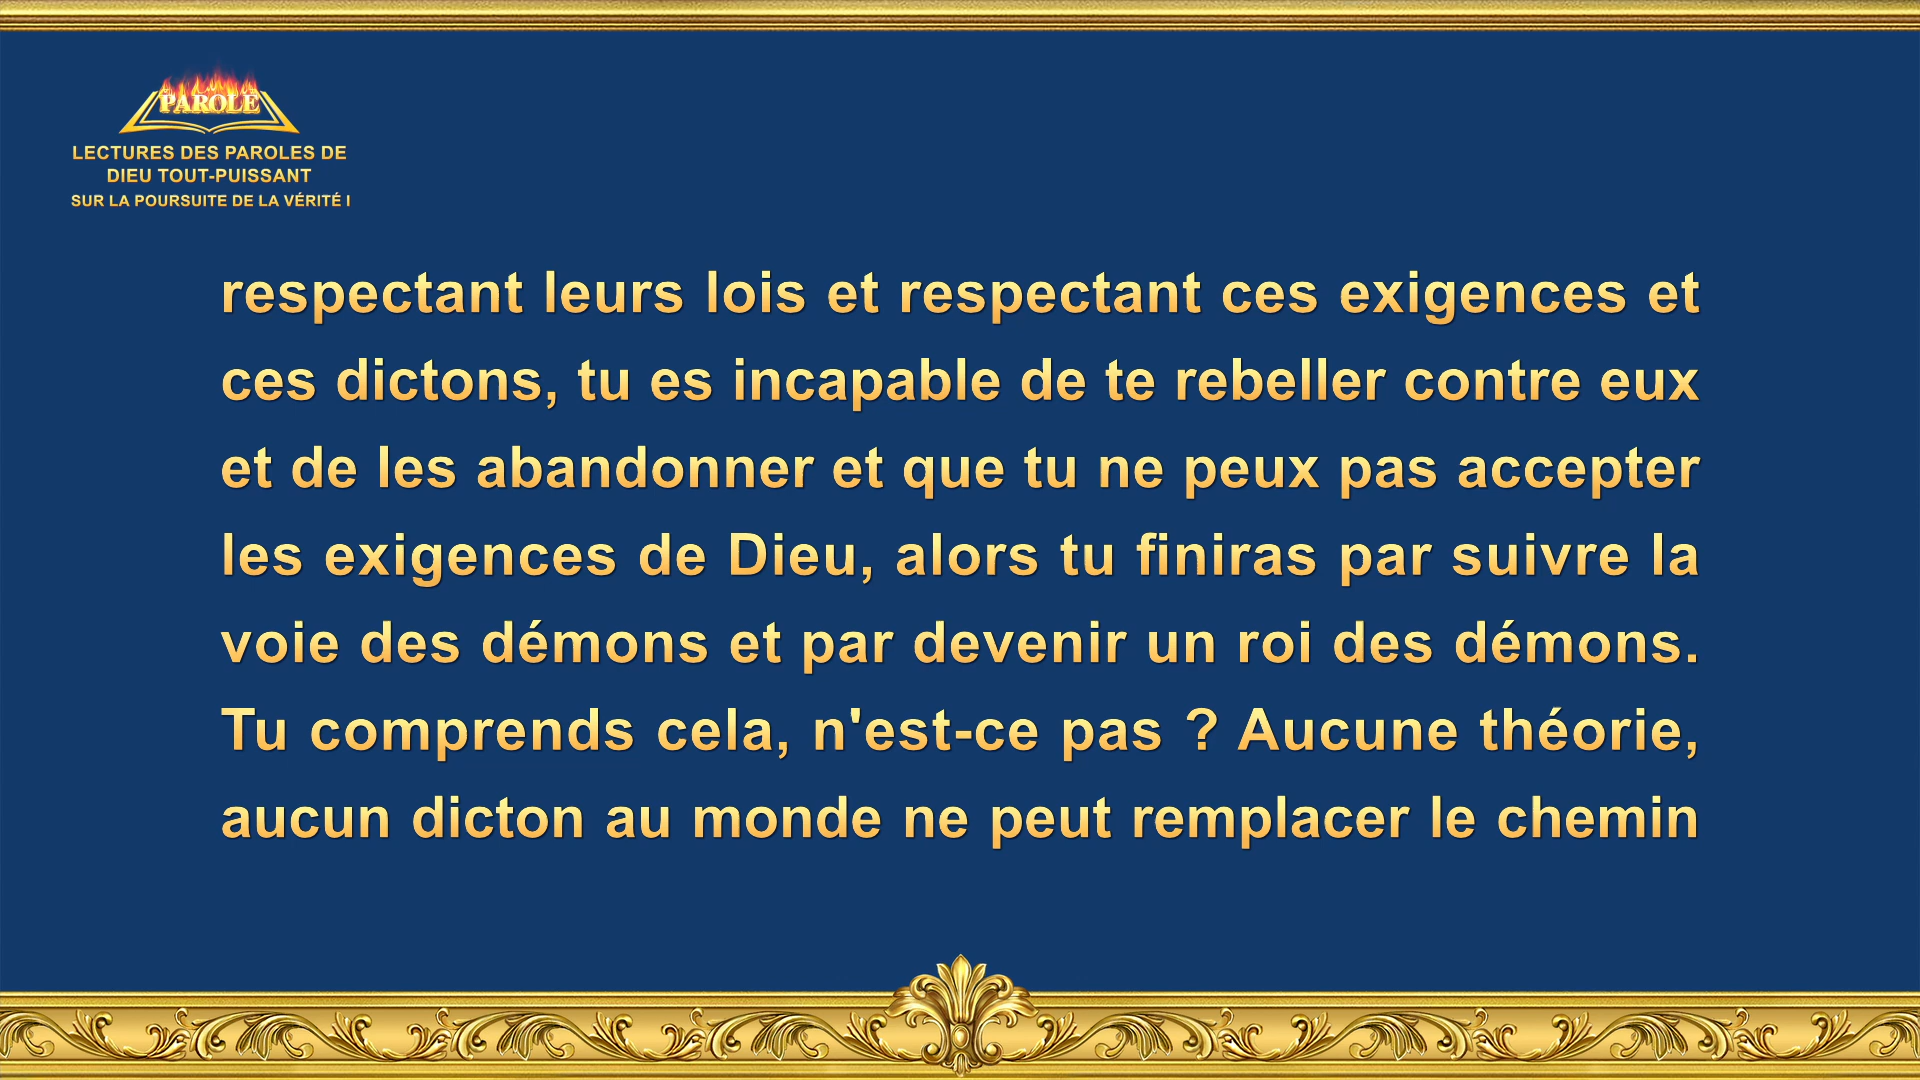 PAROLE
LECTURES DES PAROLES DE
DIEU TOUT-PUISSANT
SUR LA POURSUITE DE LA VÉRITÉ I
respectant leurs lois et respectant ces exigences et
ces dictons, tu es incapable de te rebeller contre eux
et de les abandonner et que tu ne peux pas accepter
les exigences de Dieu, alors tu finiras par suivre la
voie des démons et par devenir un roi des démons.
Tu comprends cela, n'est-ce pas ? Aucune théorie,
aucun dicton au monde ne peut remplacer le chemin